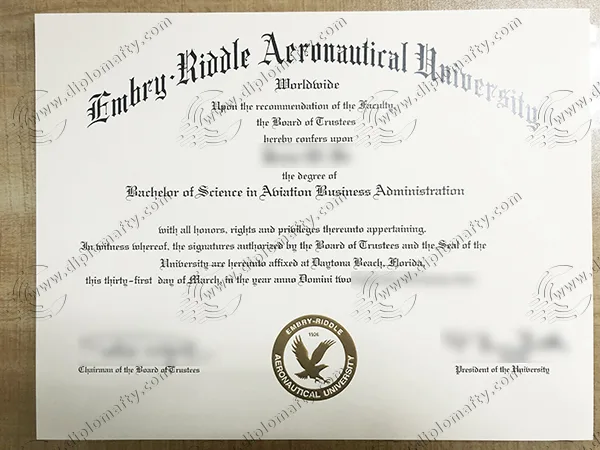 Embry-Riddle Aeronautical University
Worldwide
Upon the recommendation of the Faculty,
the Board of Trustees
hereby confers upon
the degree of
Bachelor of Science in Aviation Business Administration
with all honors, rights and privileges thereunto appertaining.
In witness whereof, the signatures authorized by the Board of Trustees and the Seal of the
University are hereunto affixed at Daytona Beach, Florida,
this thirty-first day of March, in the year anno Domini two
EMBRY-RIDDLE
1926
AERONAUTICAL UNIVERSITY
Chairman of the Board of Trustees
President of the University
www.diplomafty.com